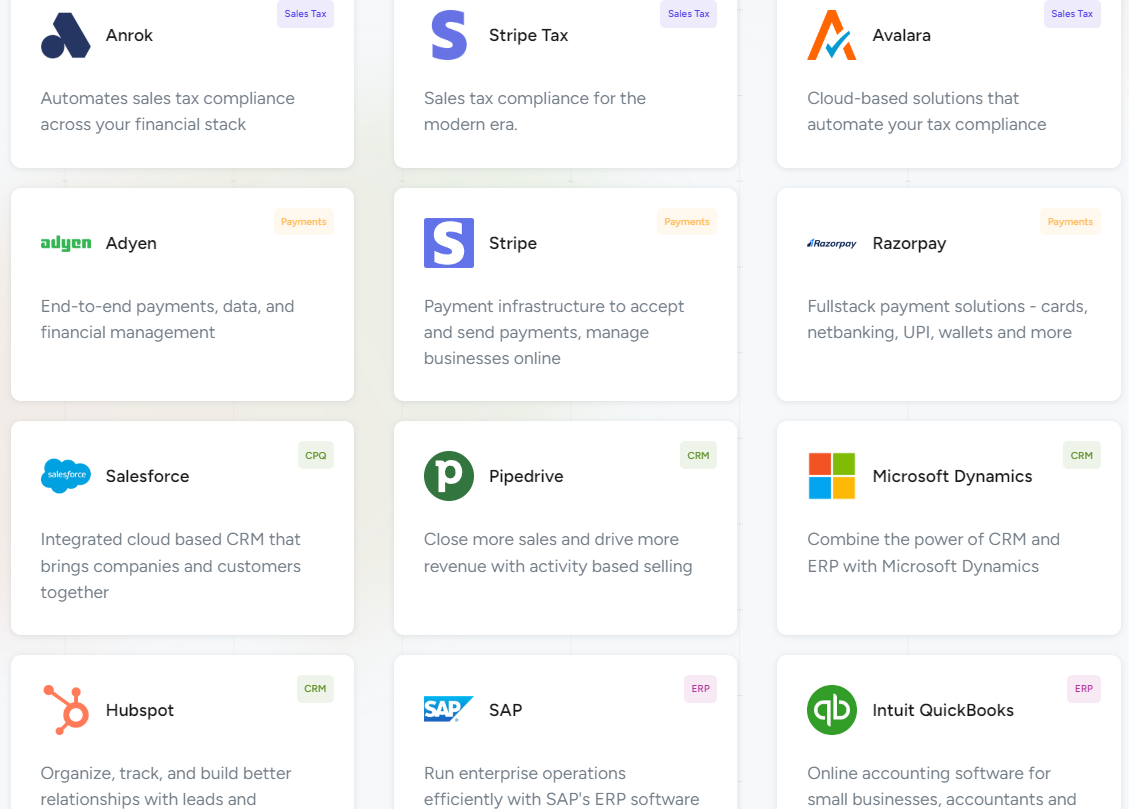 Sales Tax
Anrok
Automates sales tax compliance
across your financial stack
Sales Tax
Stripe Tax
Sales tax compliance for the
modern era.
Sales Tax
Avalara
Cloud-based solutions that
automate your tax compliance
Payments
adyen
Adyen
End-to-end payments, data, and
financial management
Payments
Stripe
Payment infrastructure to accept
and send payments, manage
businesses online
Payments
Razorpay
Razorpay
Fullstack payment solutions - cards,
netbanking, UPI, wallets and more
CPQ
salesforce
Salesforce
Integrated cloud based CRM that
brings companies and customers
together
CRM
Pipedrive
Close more sales and drive more
revenue with activity based selling
CRM
Microsoft Dynamics
Combine the power of CRM and
ERP with Microsoft Dynamics
CRM
Hubspot
Organize, track, and build better
relationships with leads and
ERP
SAP
SAP
Run enterprise operations
efficiently with SAP's ERP software
ERP
qb
Intuit QuickBooks
Online accounting software for
small businesses, accountants and